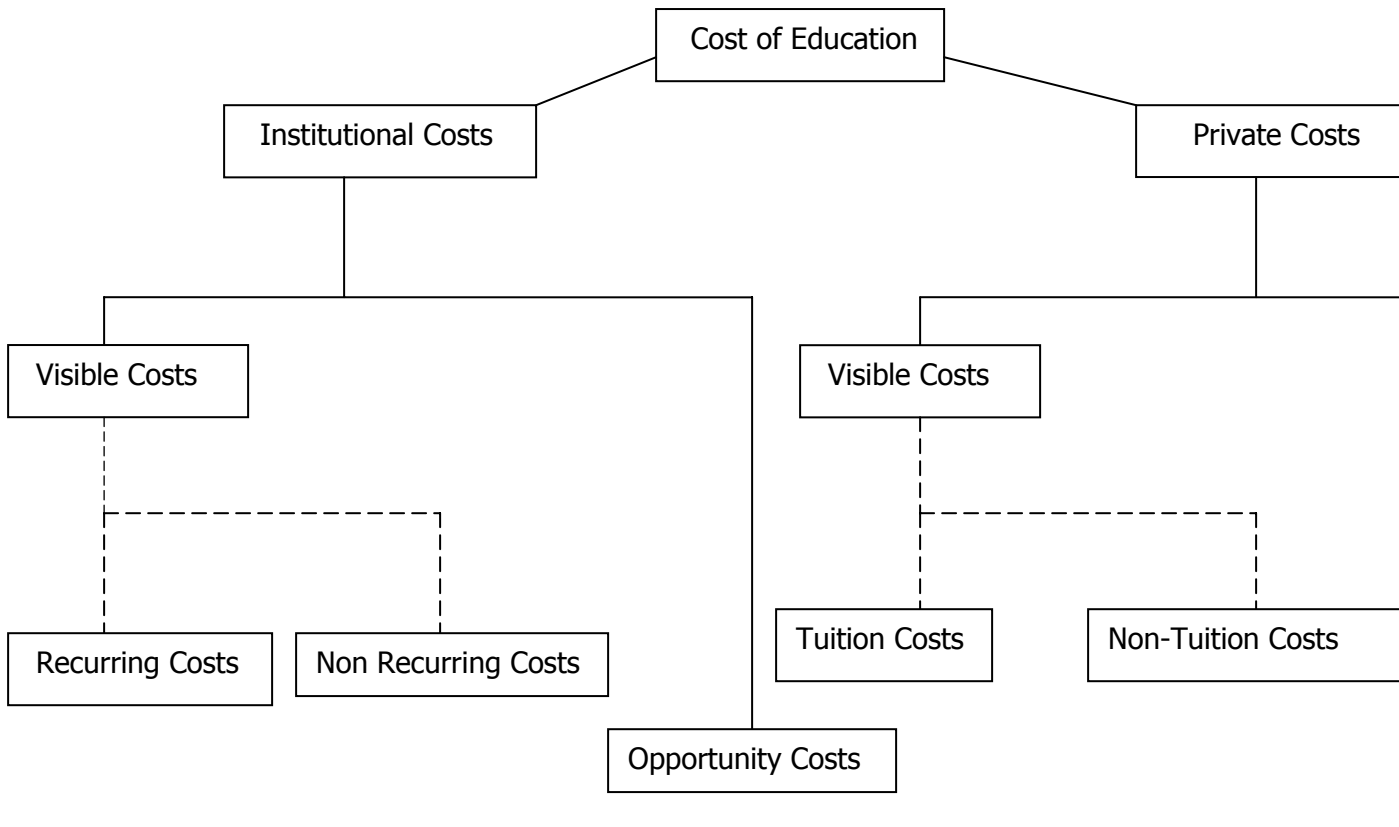 Cost of Education
Institutional Costs
Private Costs
Visible Costs
Visible Costs
Recurring Costs
Non Recurring Costs
Tuition Costs
Non-Tuition Costs
Opportunity Costs